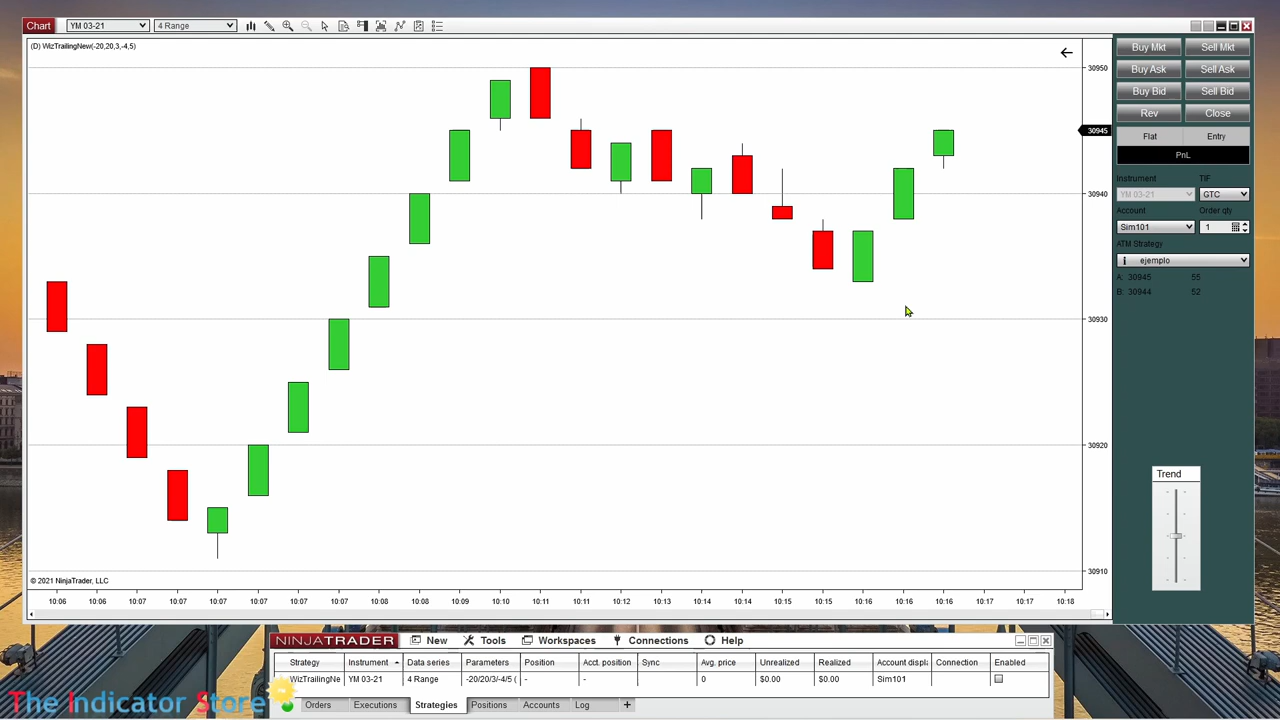 Chart YM 03-21 4 Range
(D) WizTrailingNew(-20,20,3,-4,5)
30950
30945
30940
30930
20920
30910
© 2021 NinjaTrader, LLC
10:06 10:06 10:07 10:07 10:07 10:07 10:07 10:07 10:08 10:08 10:09 10:10 10:11 10:11 10:12 10:13 10:14 10:14 10:15 10:15 10:16 10:16 10:16 10:17 10:17 10:18
Buy Mkt Sell Mkt
Buy Ask Sell Ask
Buy Bid Sell Bid
Rev Close
Flat Entry
PnL
Instrument TIF
YM 03-21 GTC
Account Order qty
Sim101 1
ATM Strategy
ejemplo
A: 30945 55
B: 30944 52
Trend
NINJATRADER New Tools Workspaces Connections Help
Strategy Instrument Data series Parameters Position Acct. position Sync Avg. price Unrealized Realized Account displ Connection Enabled
WizTrailingNe YM 03-21 4 Range -20/20/3/-4/5 ( - - 0 $0.00 $0.00 Sim101
Orders Executions Strategies Positions Accounts Log +
The Indicator Store